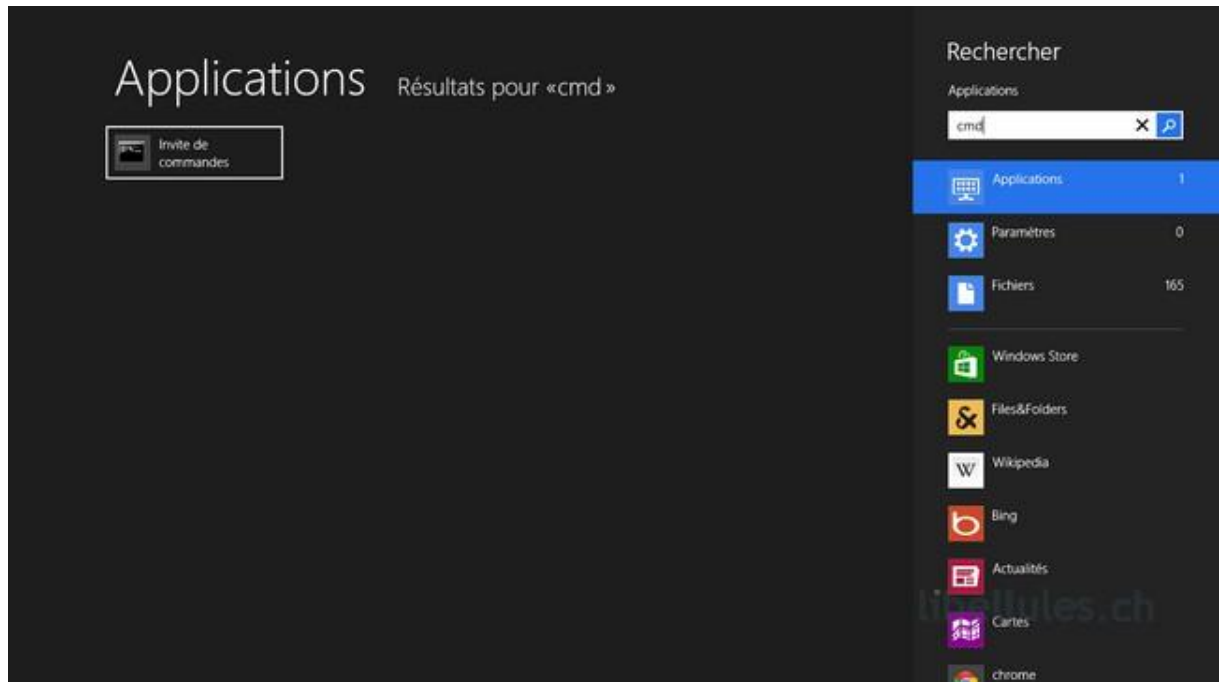 Applications Résultats pour «cmd»
Invite de
commandes
Rechercher
Applications
cmd
Applications 1
Paramètres 0
Fichiers 165
Windows Store
Files&Folders
Wikipedia
Bing
Actualités
libellules.ch
Cartes
chrome